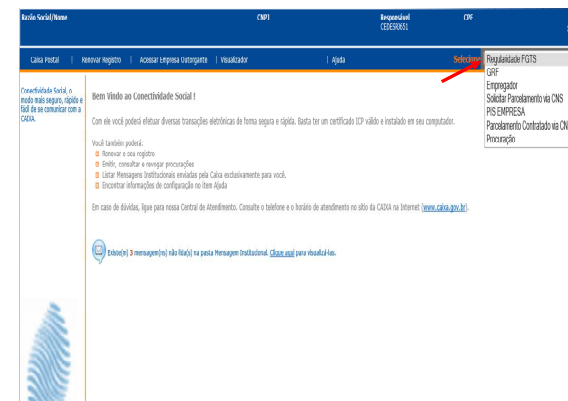 Razão Social/Nome CNPJ Responsável CPF
CEDESRJ651
Caixa Postal | Renovar Registro | Acessar Empresa Outorgante | Visualizador | Ajuda Selecione
Regularidade FGTS
GRF
Empregador
Solicitar Parcelamento via CNS
PIS EMPRESA
Parcelamento Contratado via CN
Procuração
Conectividade Social, o
modo mais seguro, rápido e
fácil de se comunicar com a
CAIXA.
Bem Vindo ao Conectividade Social !
Com ele você poderá efetuar diversas transações eletrônicas de forma segura e rápida. Basta ter um certificado ICP válido e instalado em seu computador.
Você também poderá:
Renovar o seu registro
Emitir, consultar e revogar procurações
Listar Mensagens Institucionais enviadas pela Caixa exclusivamente para você.
Encontrar informações de configuração no item Ajuda
Em caso de dúvidas, ligue para nossa Central de Atendimento. Consulte o telefone e o horário de atendimento no sítio da CAIXA na Internet (www.caixa.gov.br).
Existe(m) 3 mensagem(ns) não lida(s) na pasta Mensagem Institucional. Clique aqui para visualizá-las.